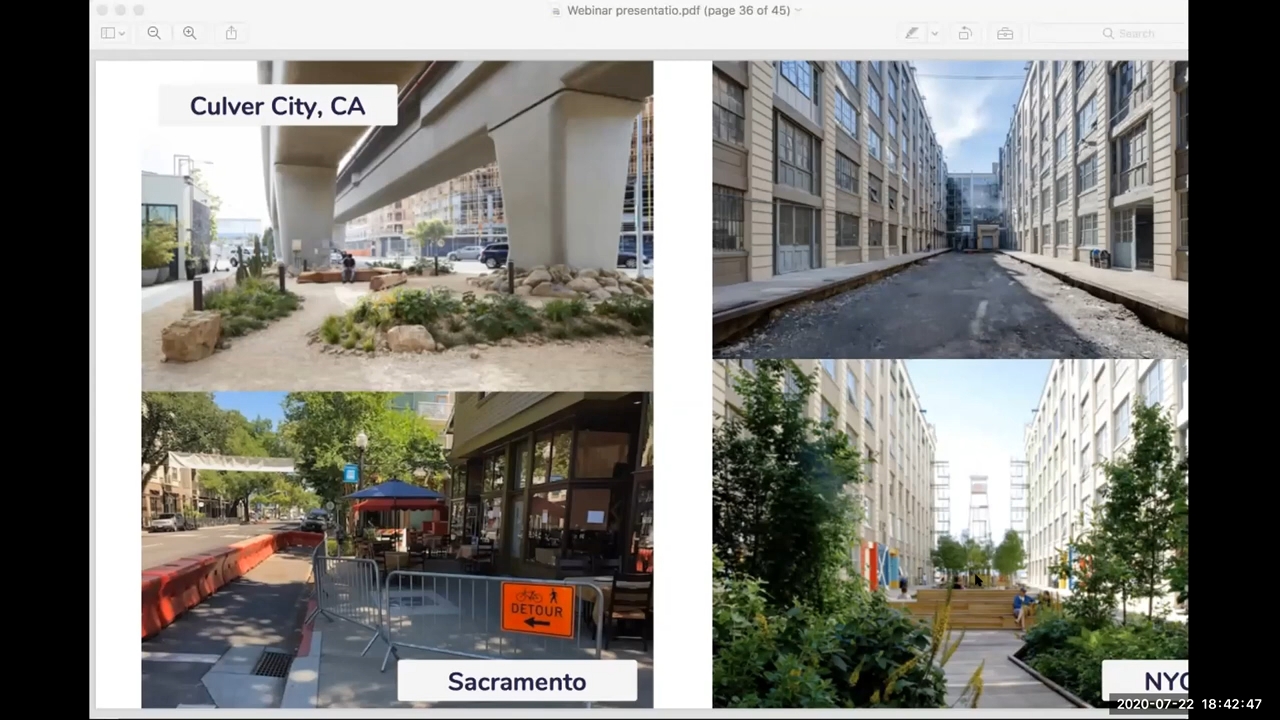 Webinar presentatio.pdf (page 36 of 45)
Search
Culver City, CA
DETOUR
Sacramento
NYC
2020-07-22 18:42:47